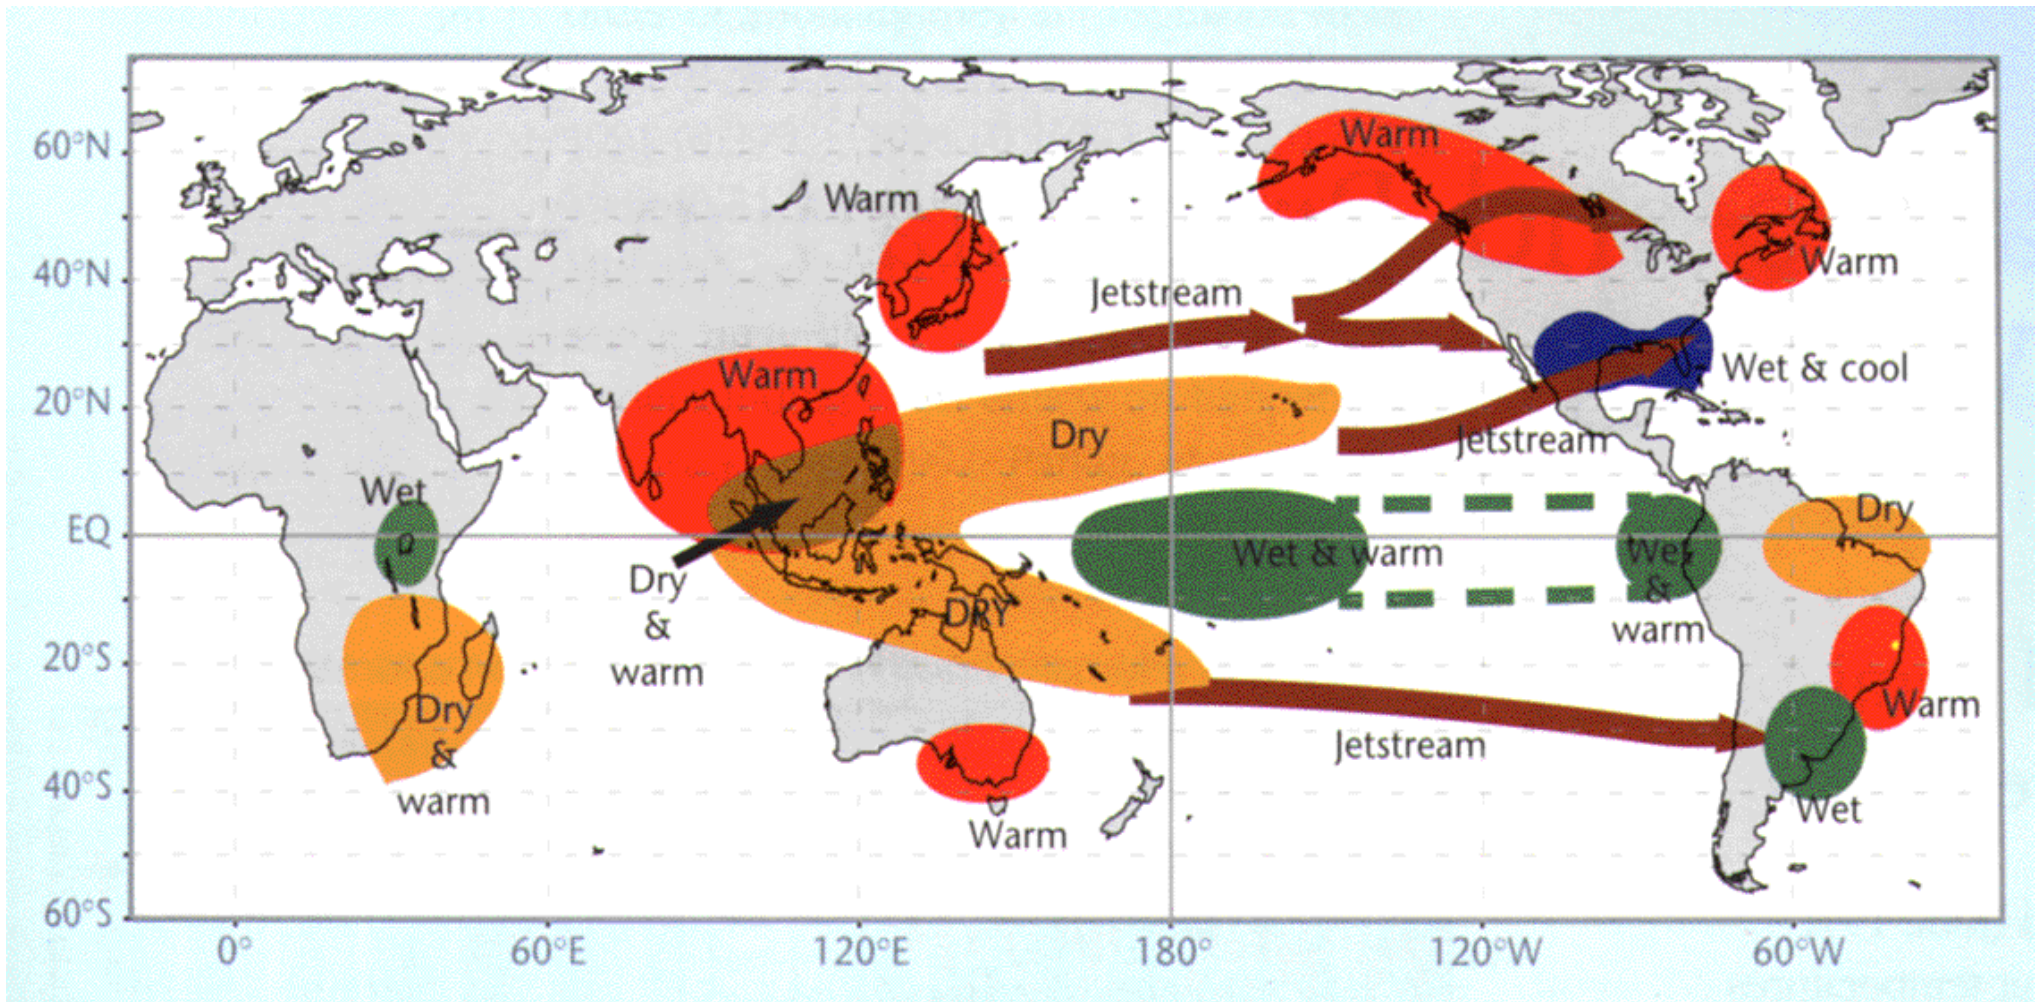 60°N
40°N
20°N
EQ
20°S
40°S
60°S
0°
60°E
120°E
180°
120°W
60°W
Warm
Warm
Warm
Jetstream
Warm
Wet & cool
Dry
Jetstream
Wet
Dry
Wet & warm
Wet
&
warm
Dry
&
warm
DRY
Dry
&
warm
Warm
Jetstream
Wet
Warm